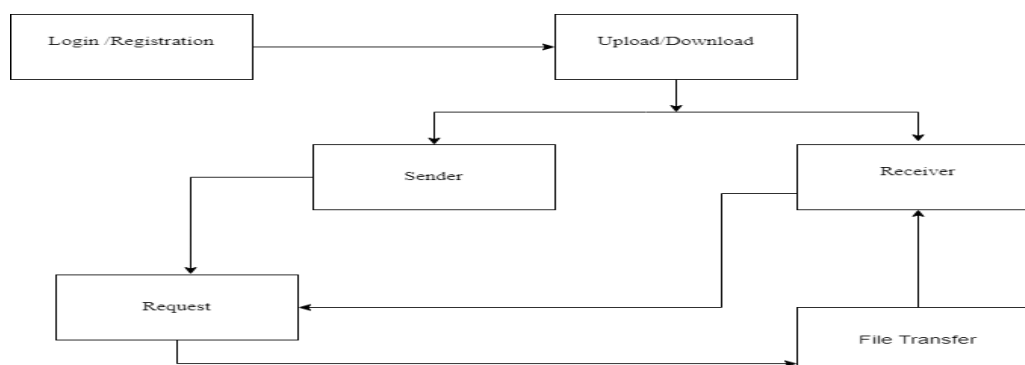 Login /Registration
Upload/Download
Sender
Receiver
Request
File Transfer